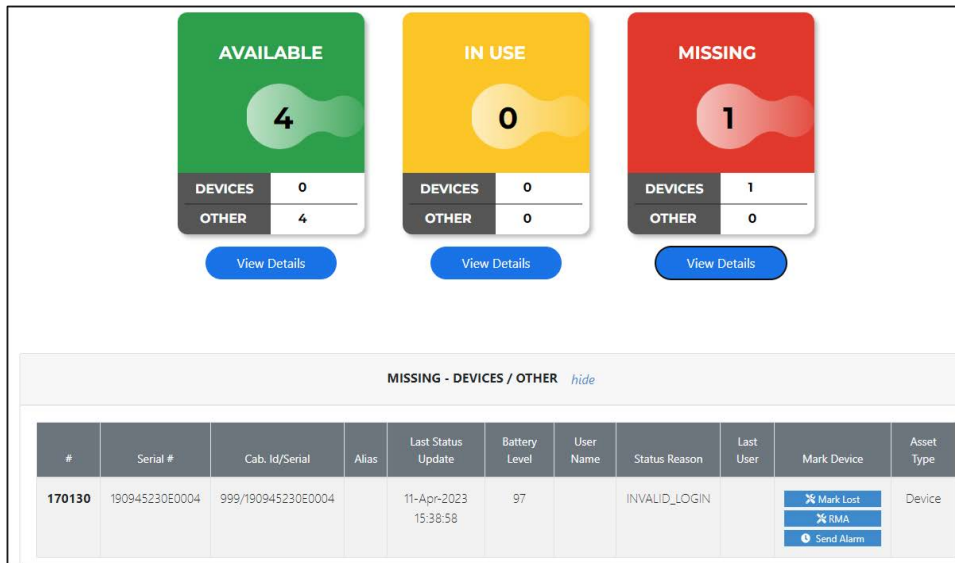 AVAILABLE
4
DEVICES 0
OTHER 4
View Details
IN USE
0
DEVICES 0
OTHER 0
View Details
MISSING
1
DEVICES 1
OTHER 0
View Details
MISSING - DEVICES / OTHER hide
# Serial # Cab. Id/Serial Alias Last Status Update Battery Level User Name Status Reason Last User Mark Device Asset Type
170130 190945230E0004 999/190945230E0004 11-Apr-2023 15:38:58 97 INVALID_LOGIN Mark Lost Device
RMA
Send Alarm